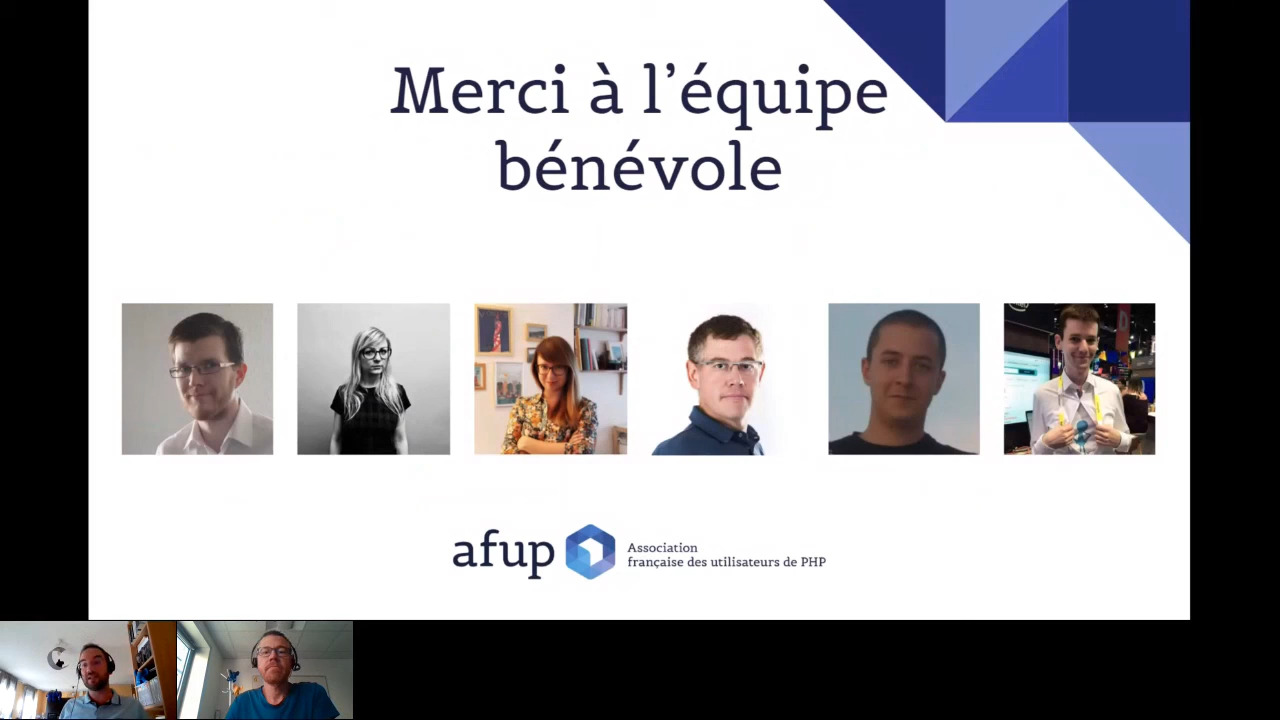 Merci à l’équipe
bénévole
afup
Association
française des utilisateurs de PHP